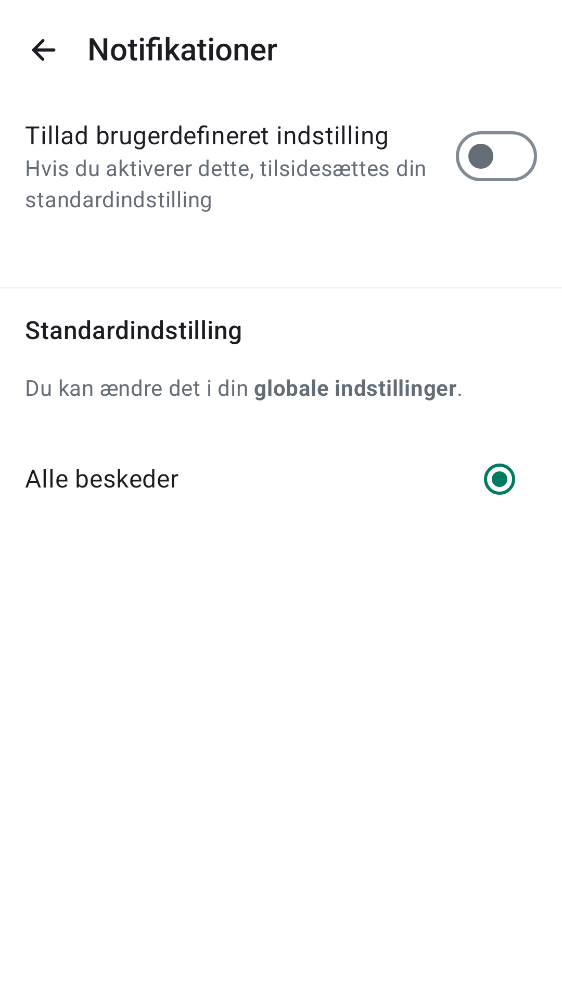 Notifikationer
Tillad brugerdefineret indstilling
Hvis du aktiverer dette, tilsidesættes din
standardindstilling
Standardindstilling
Du kan ændre det i din globale indstillinger.
Alle beskeder